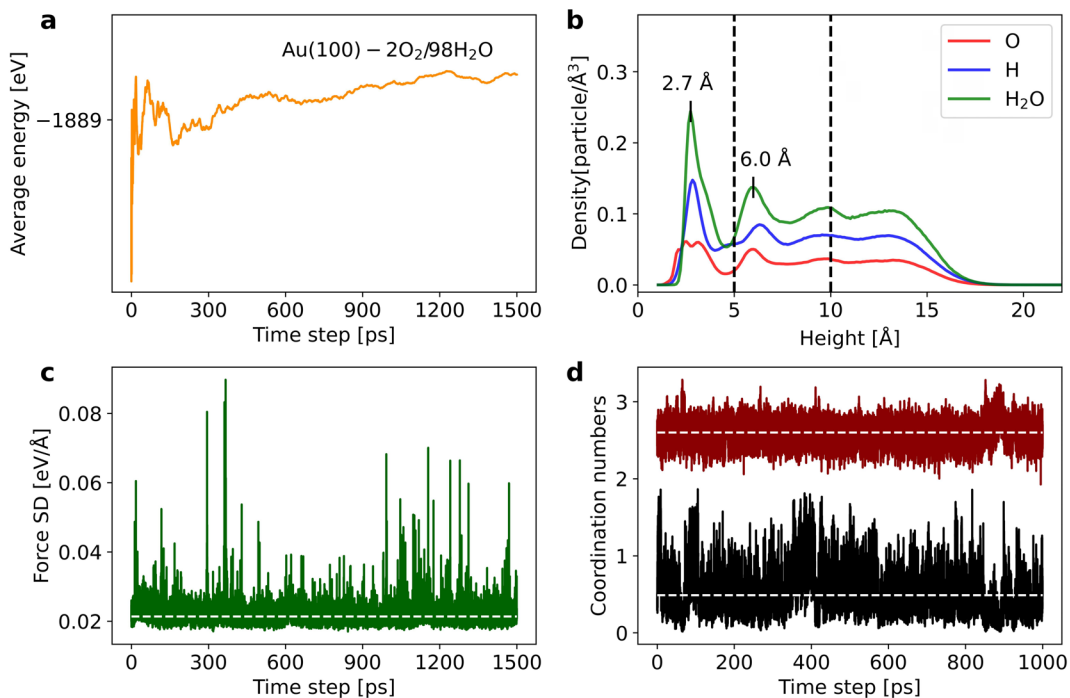 a
Au(100) − 2O₂/98H₂O
Average energy [eV]
−1889
0 300 600 900 1200 1500
Time step [ps]
b
O
H
H₂O
2.7 Å
6.0 Å
Density[particle/Å³]
0.3
0.2
0.1
0.0
0 5 10 15 20
Height [Å]
c
Force SD [eV/Å]
0.08
0.06
0.04
0.02
0 300 600 900 1200 1500
Time step [ps]
d
Coordination numbers
3
2
1
0
0 200 400 600 800 1000
Time step [ps]